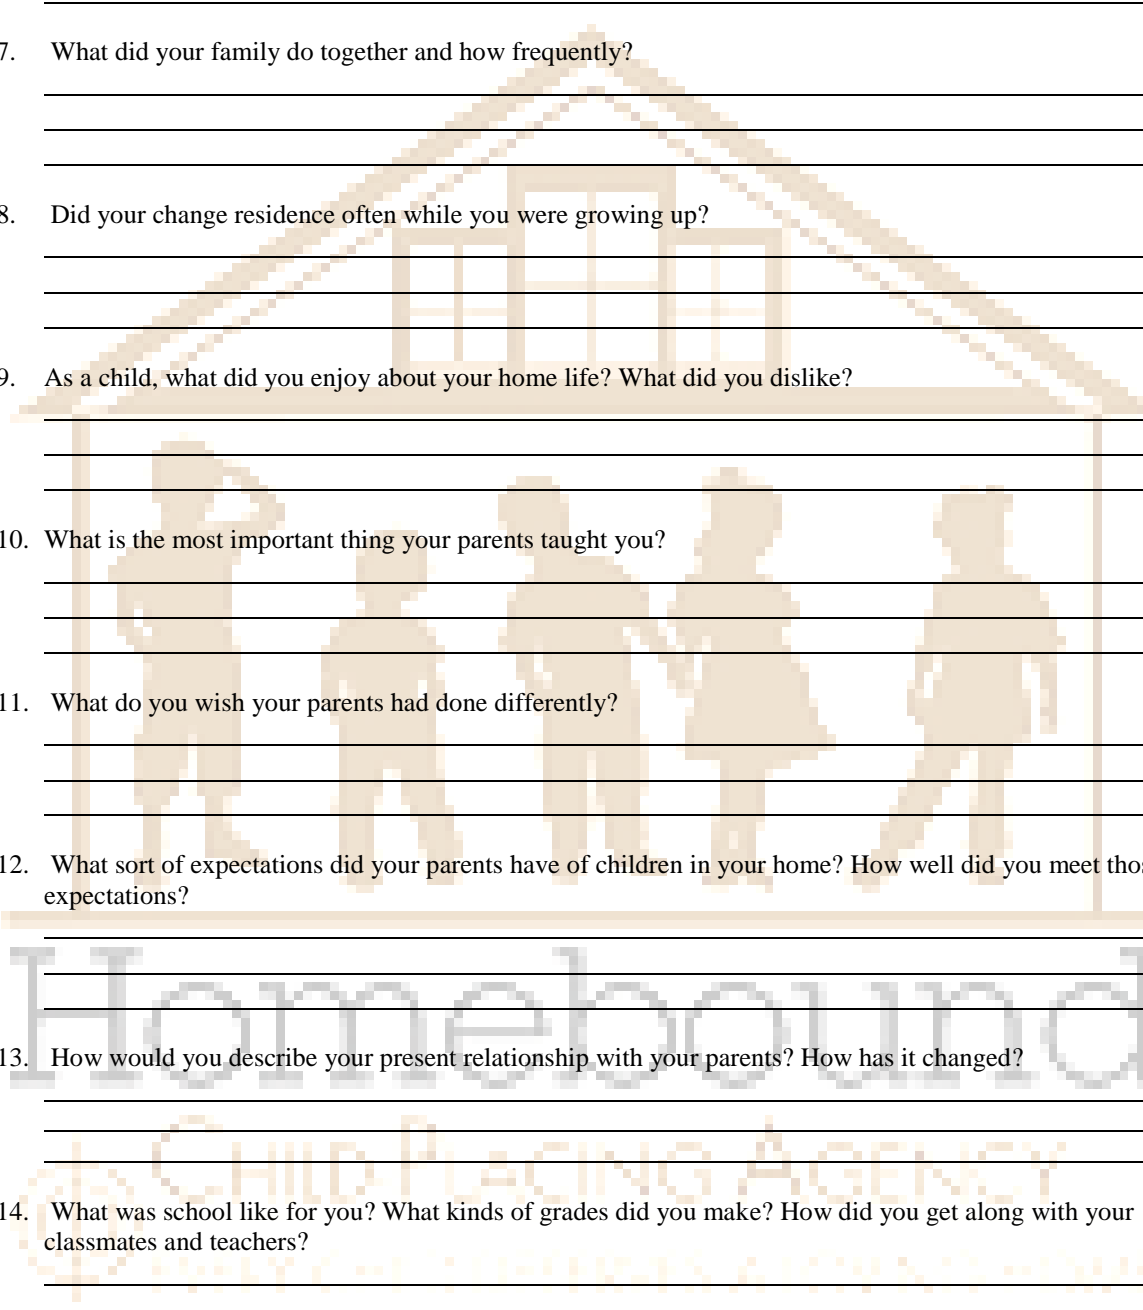 7. What did your family do together and how frequently?
8. Did your change residence often while you were growing up?
9. As a child, what did you enjoy about your home life? What did you dislike?
10. What is the most important thing your parents taught you?
11. What do you wish your parents had done differently?
12. What sort of expectations did your parents have of children in your home? How well did you meet thos
expectations?
Homebound
13. How would you describe your present relationship with your parents? How has it changed?
CHILD PLACING AGENCY
14. What was school like for you? What kinds of grades did you make? How did you get along with your
classmates and teachers?